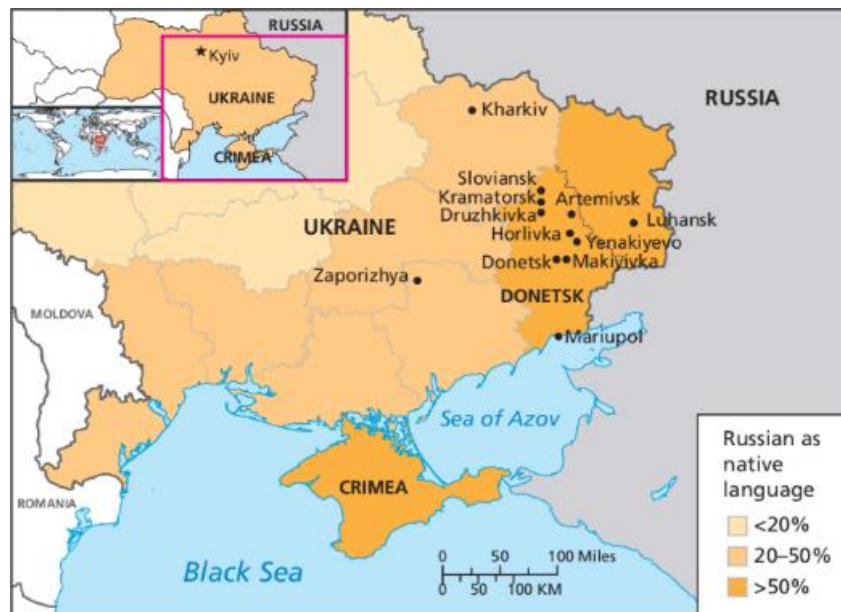 RUSSIA
Kyiv
UKRAINE
CRIMEA
RUSSIA
Kharkiv
Sloviansk
Kramatorsk
Artemivsk
Druzhkivka
Luhansk
UKRAINE
Horlivka
Yenakiyevo
Zaporizhya
Donetsk
Makiyivka
DONETSK
MOLDOVA
Mariupol
Sea of Azov
CRIMEA
ROMANIA
Black Sea
0 50 100 Miles
0 50 100 KM
Russian as
native
language
<20%
20–50%
>50%